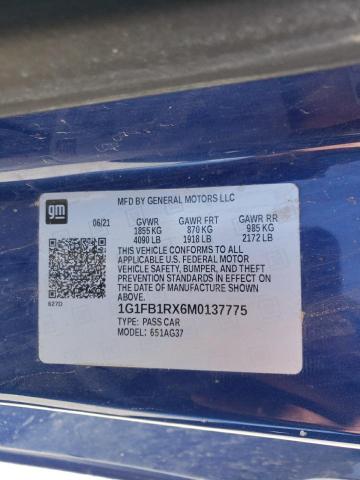 gm
MFD BY GENERAL MOTORS LLC
06/21 GVWR GAWR FRT GAWR RR
1855 KG 870 KG 985 KG
4090 LB 1918 LB 2172 LB
THIS VEHICLE CONFORMS TO ALL
APPLICABLE U.S. FEDERAL MOTOR
VEHICLE SAFETY, BUMPER, AND THEFT
PREVENTION STANDARDS IN EFFECT ON
THE DATE OF MANUFACTURE SHOWN
ABOVE.
627D
1G1FB1RX6M0137775
TYPE: PASS CAR
MODEL: 651AG37